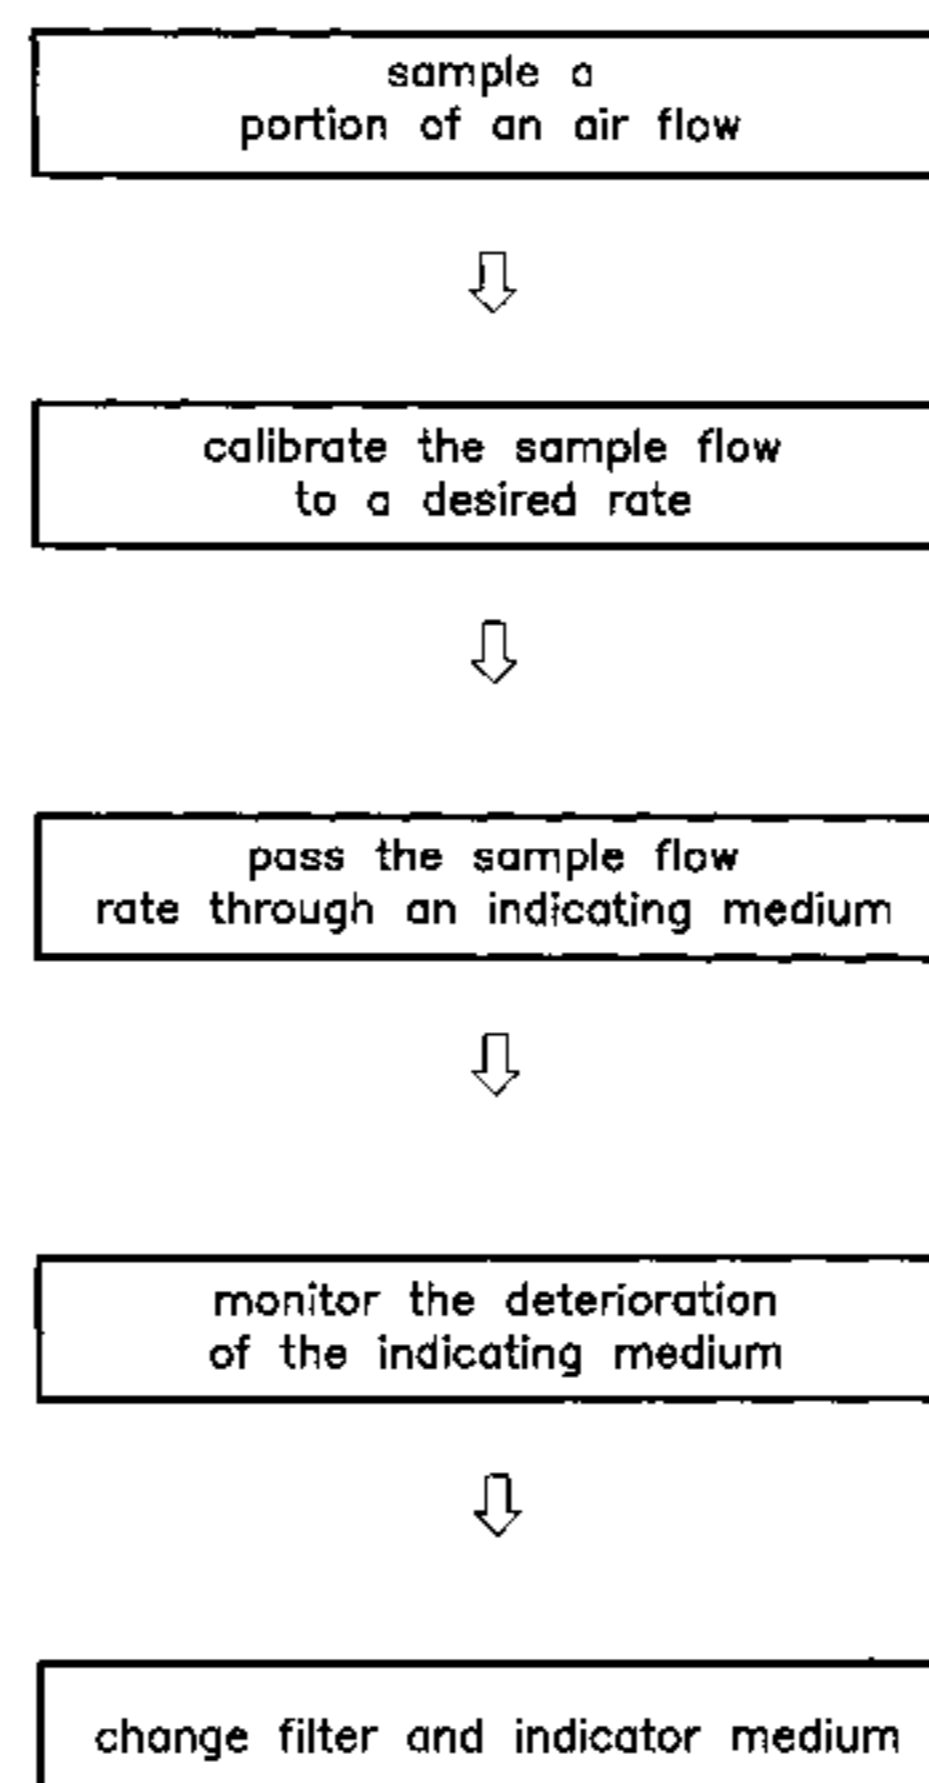 sample a
portion of an air flow
calibrate the sample flow
to a desired rate
pass the sample flow
rate through an indicating medium
monitor the deterioration
of the indicating medium
change filter and indicator medium